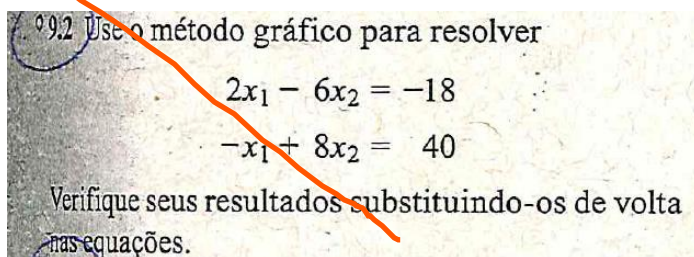 9.2 Use o método gráfico para resolver
2x₁ − 6x₂ = −18
−x₁ + 8x₂ = 40
Verifique seus resultados substituindo-os de volta
nas equações.